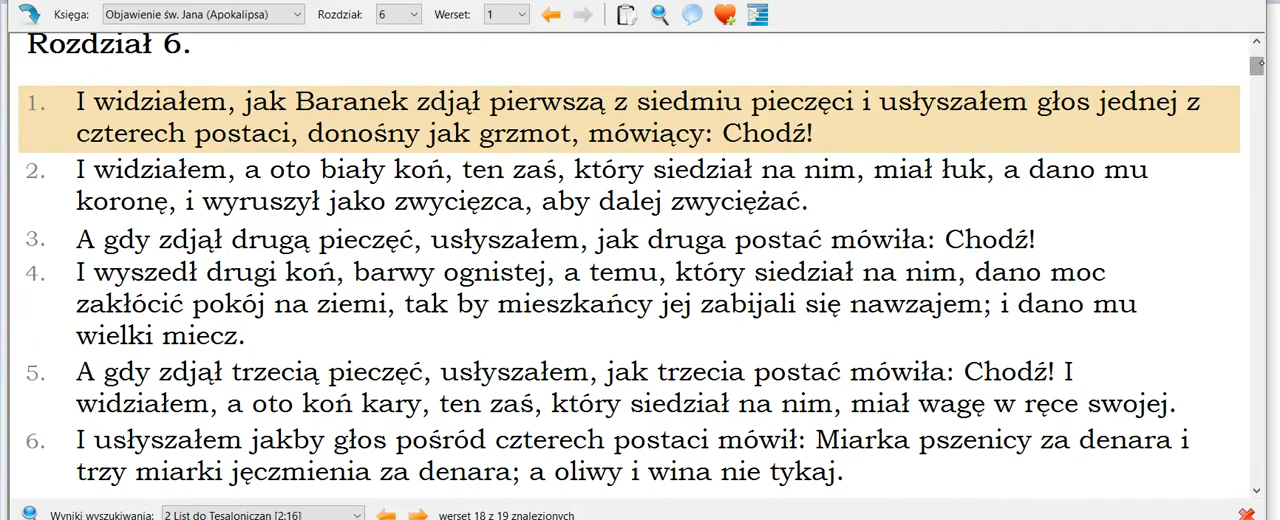 Księga: Objawienie św. Jana (Apokalipsa) Rozdział: 6 Werset: 1
Rozdział 6.
1. I widziałem, jak Baranek zdjął pierwszą z siedmiu pieczęci i usłyszałem głos jednej z
czterech postaci, donośny jak grzmot, mówiący: Chodź!
2. I widziałem, a oto biały koń, ten zaś, który siedział na nim, miał łuk, a dano mu
koronę, i wyruszył jako zwycięzca, aby dalej zwyciężać.
3. A gdy zdjął drugą pieczęć, usłyszałem, jak druga postać mówiła: Chodź!
4. I wyszedł drugi koń, barwy ognistej, a temu, który siedział na nim, dano moc
zakłócić pokój na ziemi, tak by mieszkańcy jej zabijali się nawzajem; i dano mu
wielki miecz.
5. A gdy zdjął trzecią pieczęć, usłyszałem, jak trzecia postać mówiła: Chodź! I
widziałem, a oto koń kary, ten zaś, który siedział na nim, miał wagę w ręce swojej.
6. I usłyszałem jakby głos pośród czterech postaci mówił: Miarka pszenicy za denara i
trzy miarki jęczmienia za denara; a oliwy i wina nie tykaj.
Wyniki wyszukiwania: 2 List do Tesaloniczan [2:16] werset 18 z 19 znalezionych